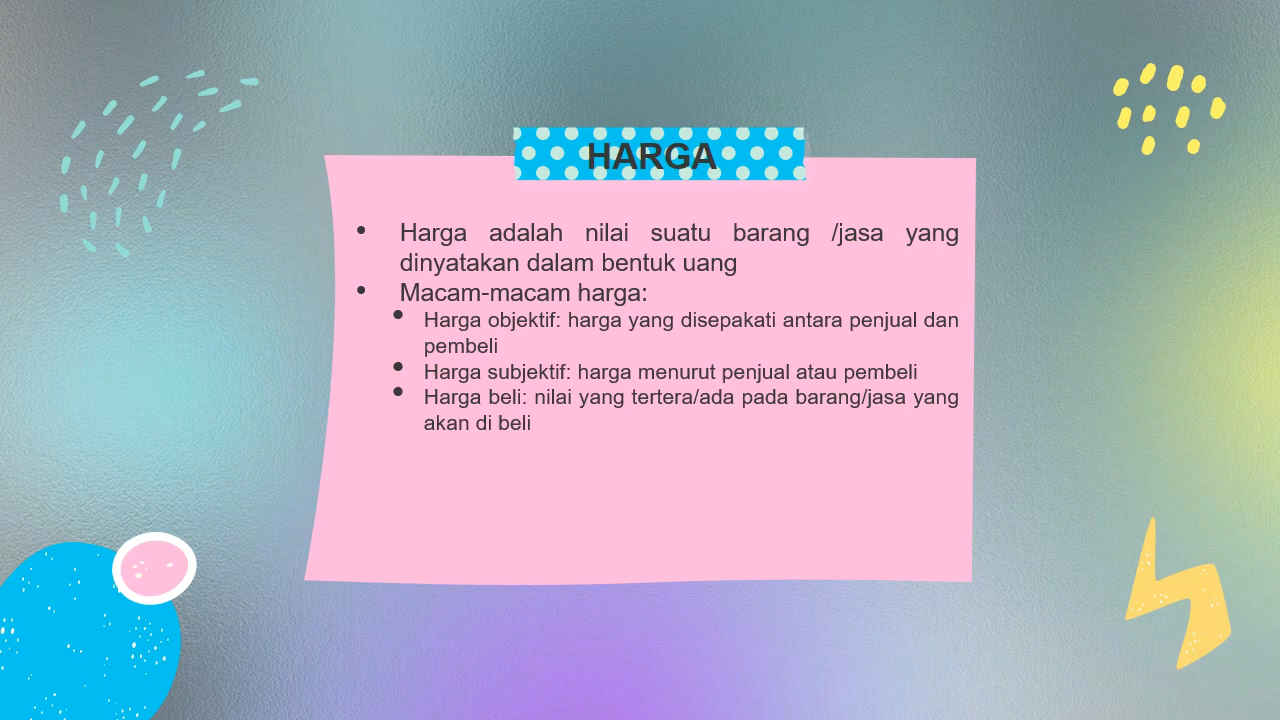 HARGA
• Harga adalah nilai suatu barang /jasa yang
dinyatakan dalam bentuk uang
• Macam-macam harga:
• Harga objektif: harga yang disepakati antara penjual dan
pembeli
• Harga subjektif: harga menurut penjual atau pembeli
• Harga beli: nilai yang tertera/ada pada barang/jasa yang
akan di beli